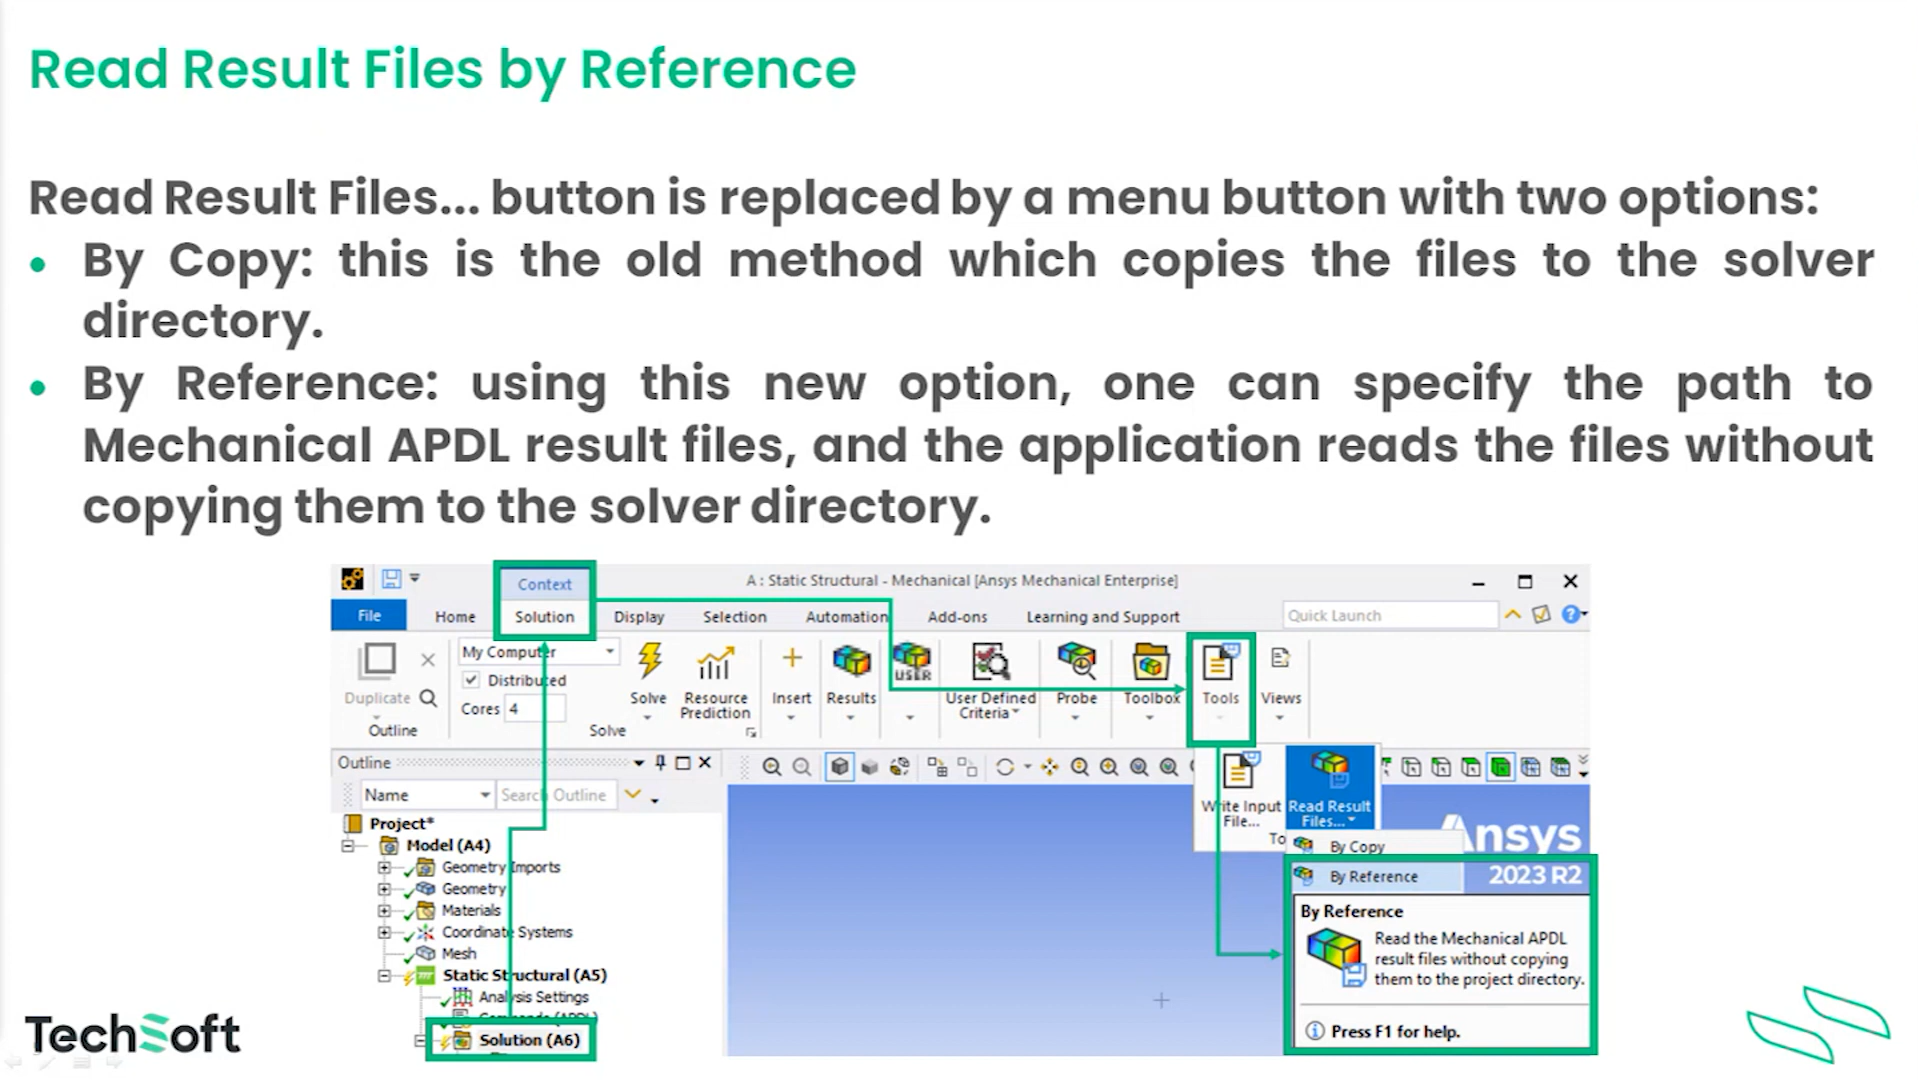 Read Result Files by Reference
Read Result Files... button is replaced by a menu button with two options:
• By Copy: this is the old method which copies the files to the solver
directory.
• By Reference: using this new option, one can specify the path to
Mechanical APDL result files, and the application reads the files without
copying them to the solver directory.
Context
A : Static Structural - Mechanical [Ansys Mechanical Enterprise]
File Home Solution Display Selection Automation Add-ons Learning and Support Quick Launch
My Computer
Distributed
Cores 4
Duplicate
Outline
Solve
Resource
Prediction
Solve
Insert
Results
USER
User Defined
Criteria
Probe
Toolbox
Tools
Views
Outline
Name Search Outline
Project*
Model (A4)
Geometry Imports
Geometry
Materials
Coordinate Systems
Mesh
Static Structural (A5)
Analysis Settings
Commands (APDL)
Solution (A6)
Write Input
File...
Read Result
Files...
To
By Copy
By Reference
Ansys
2023 R2
By Reference
Read the Mechanical APDL
result files without copying
them to the project directory.
Press F1 for help.
TechSoft